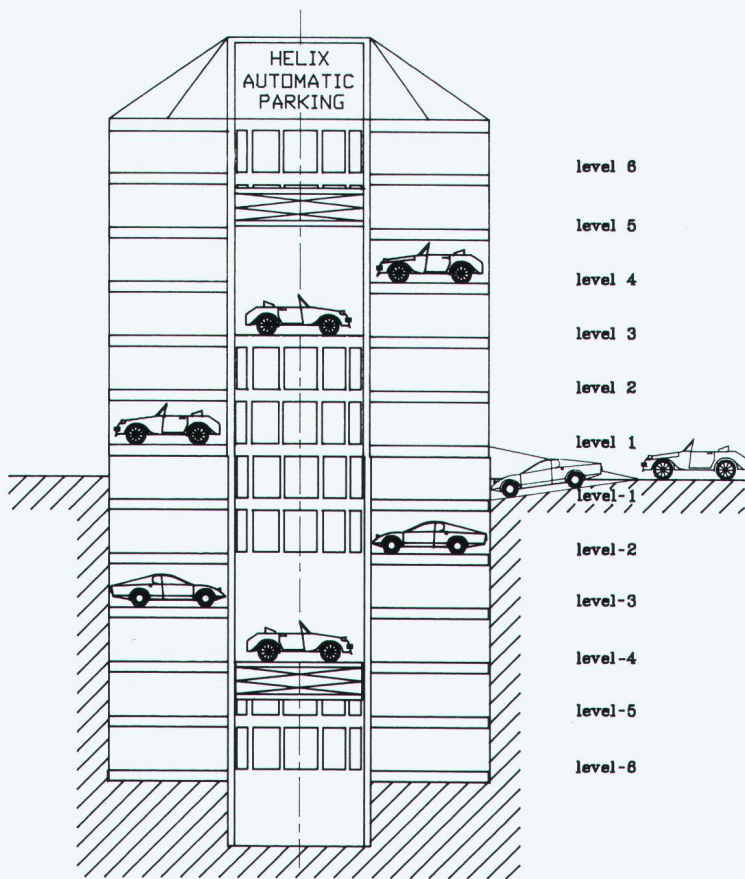 HELIX
AUTOMATIC
PARKING
level 6
level 5
level 4
level 3
level 2
level 1
level-1
level-2
level-3
level-4
level-5
level-6